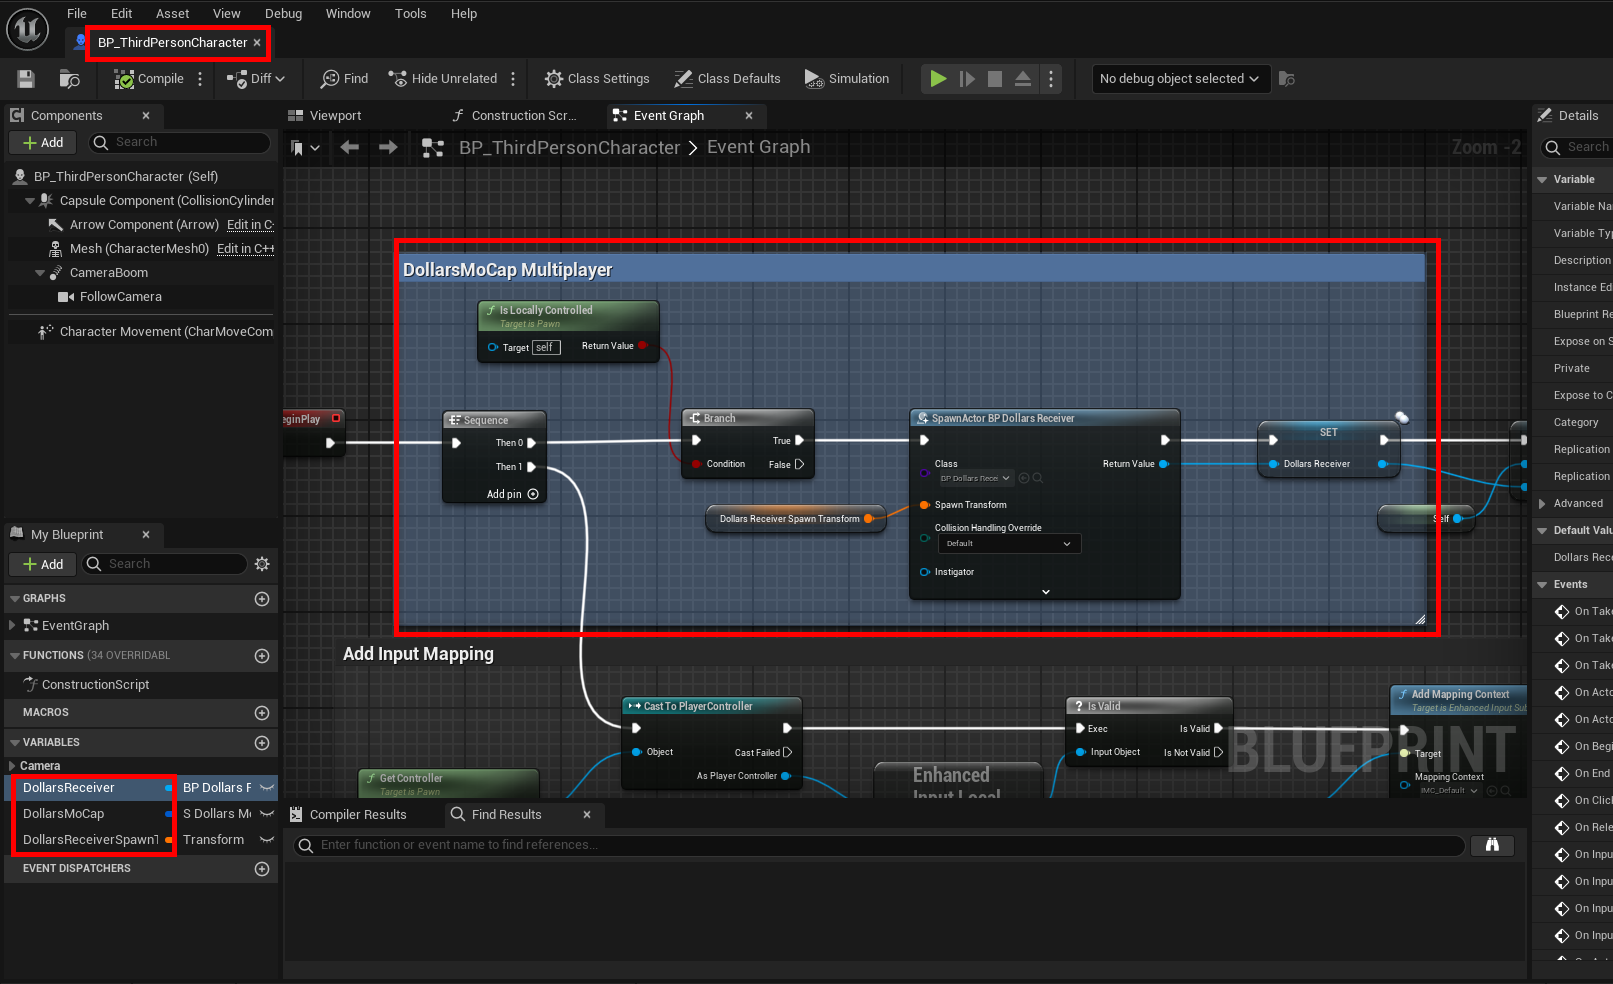 File Edit Asset View Debug Window Tools Help
BP_ThirdPersonCharacter
Compile Diff Find Hide Unrelated Class Settings Class Defaults Simulation No debug object selected
Components
Add Search
BP_ThirdPersonCharacter (Self)
Capsule Component (CollisionCylinder
Arrow Component (Arrow) Edit in C
Mesh (CharacterMesh0) Edit in C++
CameraBoom
FollowCamera
Character Movement (CharMoveCom
My Blueprint
Add Search
GRAPHS
EventGraph
FUNCTIONS (34 OVERRIDABL
ConstructionScript
MACROS
VARIABLES
Camera
DollarsReceiver BP Dollars F
DollarsMoCap S Dollars M
DollarsReceiverSpawnT Transform
EVENT DISPATCHERS
Viewport Construction Scr... Event Graph
BP_ThirdPersonCharacter > Event Graph Zoom -2
DollarsMoCap Multiplayer
Is Locally Controlled
Target is Pawn
Target self Return Value
eginPlay
Sequence
Then 0
Then 1
Add pin
Branch
True
Condition False
Dollars Receiver Spawn Transform
SpawnActor BP Dollars Receiver
Class Return Value
BP Dollars Recei
Spawn Transform
Collision Handling Override
Default
Instigator
SET
Dollars Receiver
Self
Add Input Mapping
Cast To PlayerController
Object Cast Failed
As Player Controller
Get Controller
Target is Pawn
Enhanced
Input Local
Is Valid
Exec Is Valid
Input Object Is Not Valid
Add Mapping Context
Target is Enhanced Input Sub
Target
Mapping Context
IMC_Default
BLUEPRINT
Compiler Results Find Results
Enter function or event name to find references...
Details
Search
Variable
Variable Na
Variable Typ
Description
Instance Ed
Blueprint Re
Expose on S
Private
Expose to C
Category
Replication
Replication
Advanced
Default Valu
Dollars Rece
Events
On Take
On Take
On Take
On Acto
On Acto
On Begi
On End
On Click
On Rele
On Inpu
On Inpu
On Inpu
On Inpu